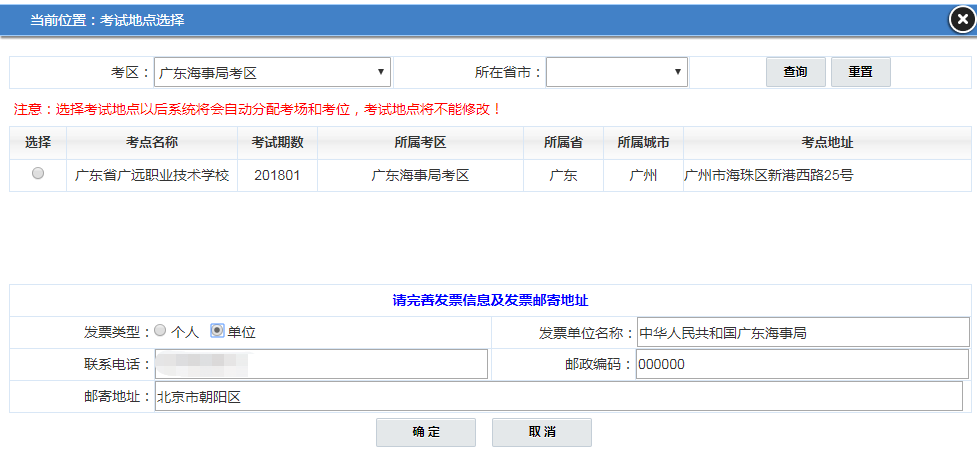 当前位置：考试地点选择
考区： 广东海事局考区 所在省市： 查询 重置
注意：选择考试地点以后系统将会自动分配考场和考位，考试地点将不能修改！
选择 考点名称 考试期数 所属考区 所属省 所属城市 考点地址
广东省广远职业技术学校 201801 广东海事局考区 广东 广州 广州市海珠区新港西路25号
请完善发票信息及发票邮寄地址
发票类型： 个人 单位 发票单位名称： 中华人民共和国广东海事局
联系电话： 邮政编码： 000000
邮寄地址： 北京市朝阳区
确定 取消